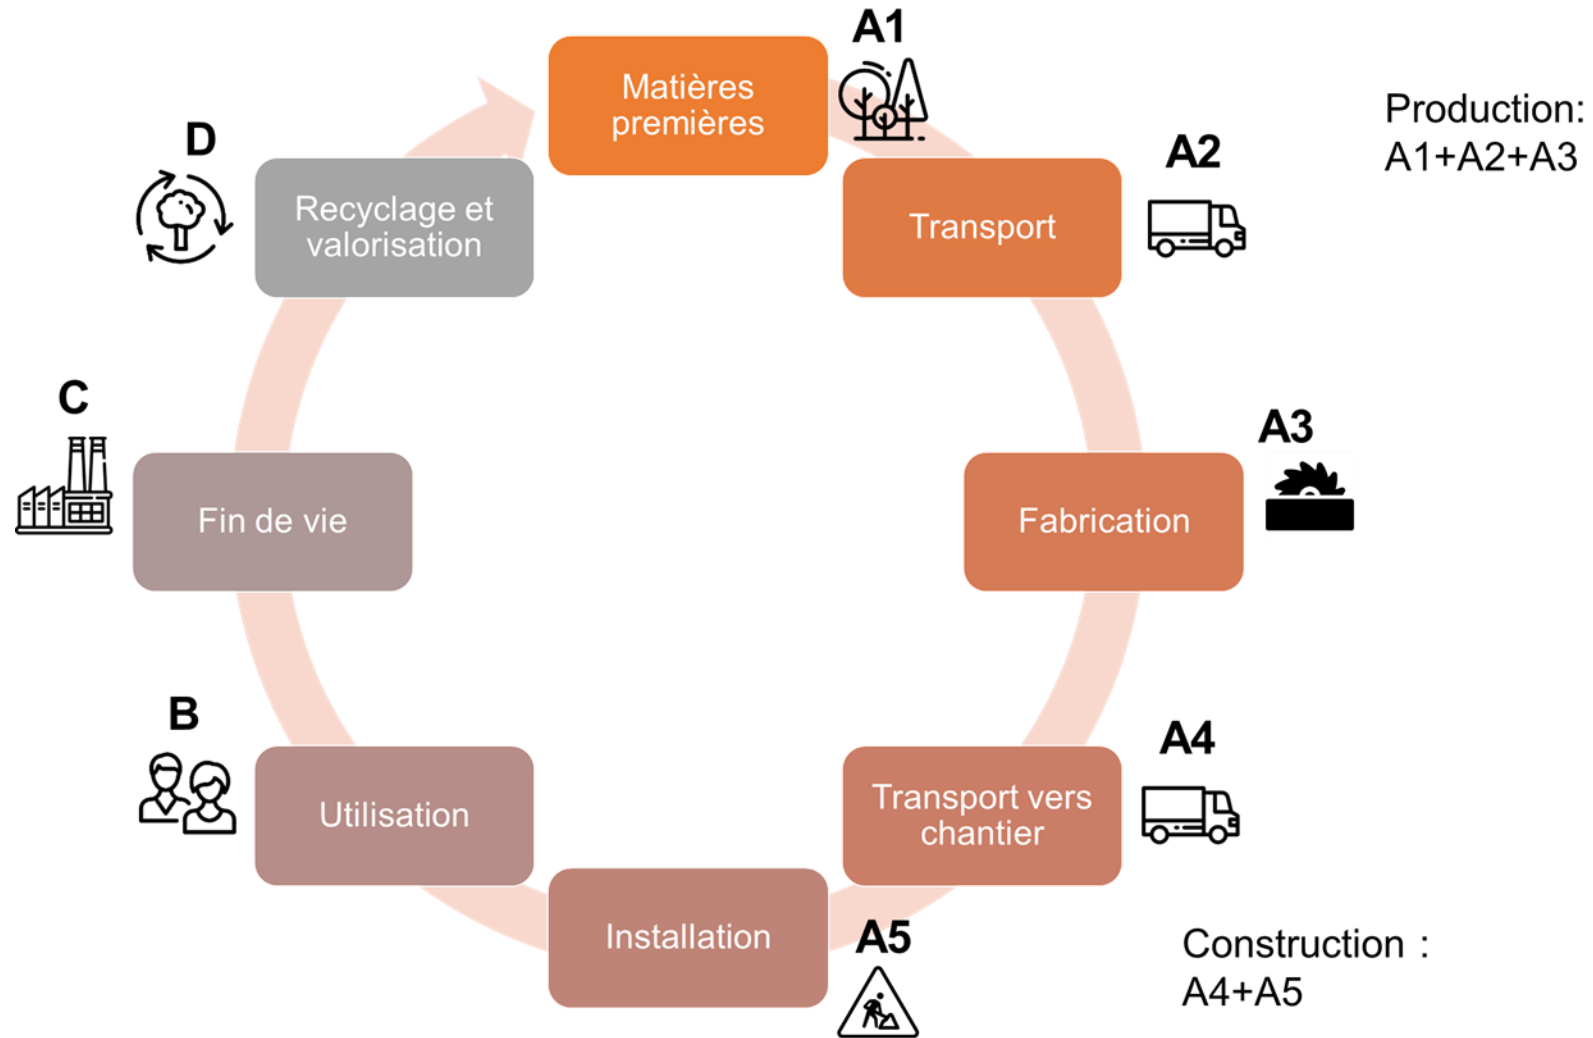 A1
Matières
premières
Production:
A1+A2+A3
D
A2
Recyclage et
valorisation
Transport
C
A3
Fin de vie
Fabrication
B
A4
Utilisation
Transport vers
chantier
Installation
A5
Construction :
A4+A5